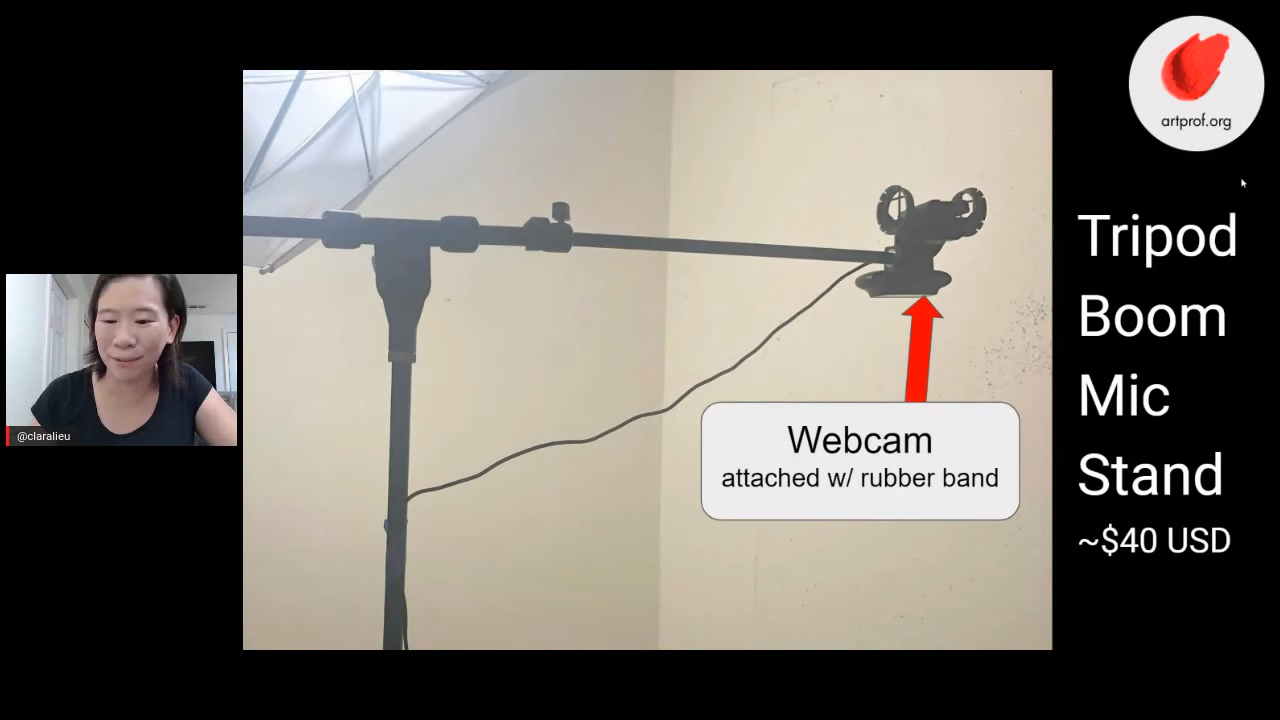 artprof.org
Tripod
Boom
Mic
Stand
~$40 USD
Webcam
attached w/ rubber band
@claralieu